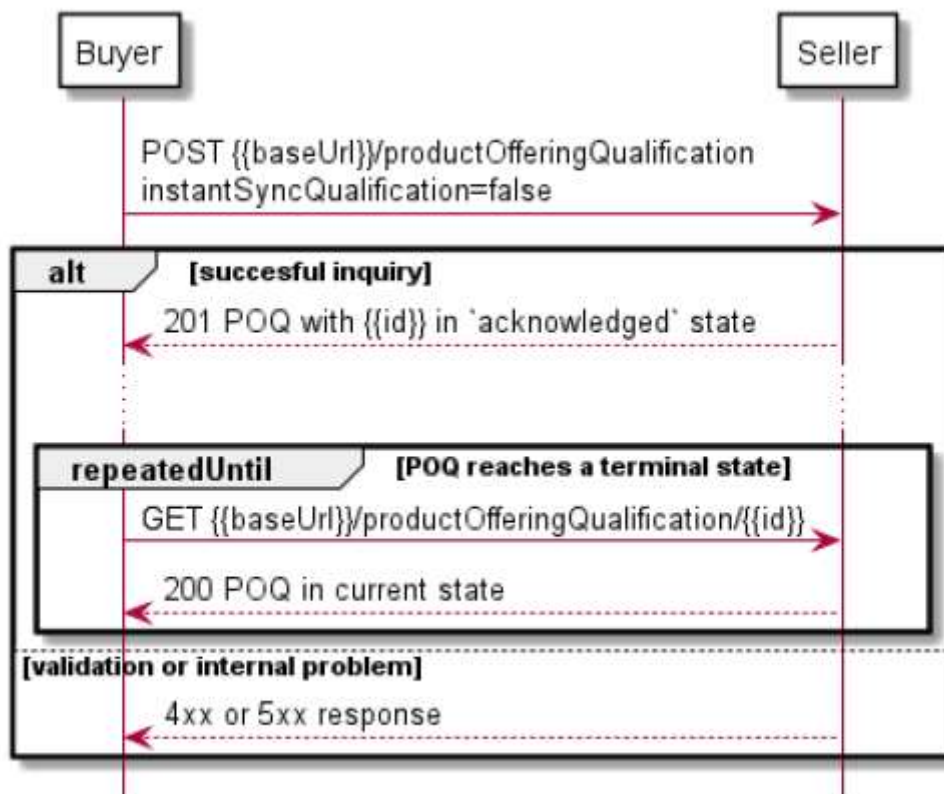 Buyer
Seller
POST {{baseUrl}}/productOfferingQualification
instantSyncQualification=false
alt
[succesful inquiry]
201 POQ with {{id}} in `acknowledged` state
repeatedUntil
[POQ reaches a terminal state]
GET {{baseUrl}}/productOfferingQualification/{{id}}
200 POQ in current state
[validation or internal problem]
4xx or 5xx response